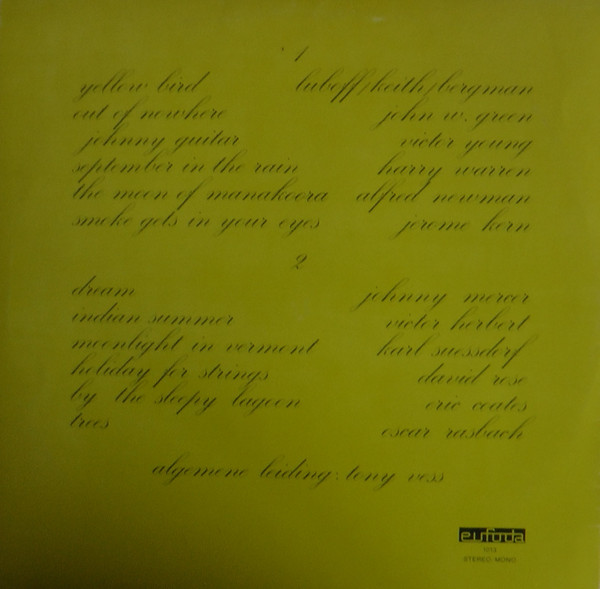 1
yellow bird luboff/keith/bergman
out of nowhere john w. green
johnny guitar victor young
september in the rain harry warren
the moon of manakoora alfred newman
smoke gets in your eyes jerome kern
2
dream johnny mercer
indian summer victor herbert
moonlight in vermont karl suessdorf
holiday for strings david rose
by the sleepy lagoon eric coates
trees oscar rasbach
algemene leiding: tony vess
eufoda
STEREO MONO